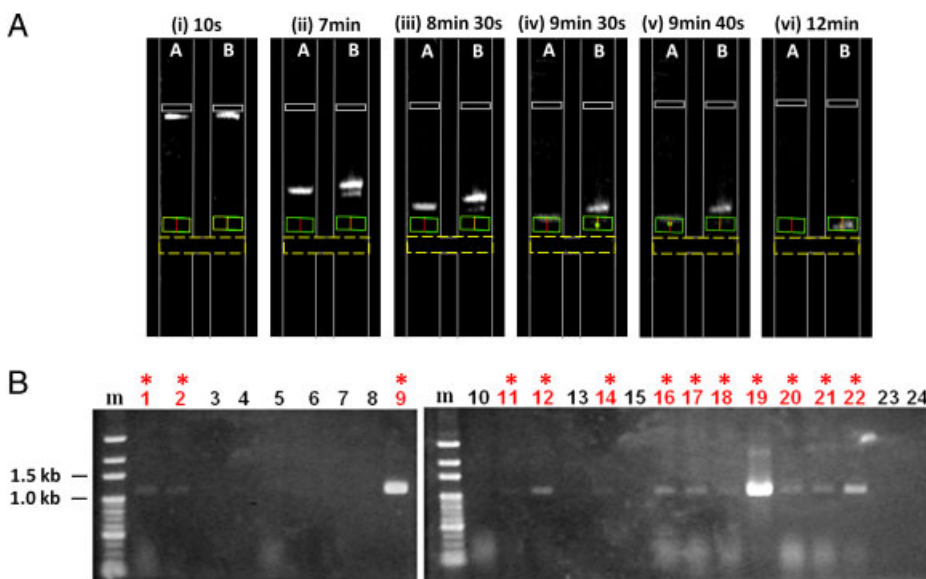 A
(i) 10s (ii) 7min (iii) 8min 30s (iv) 9min 30s (v) 9min 40s (vi) 12min
A B A B A B A B A B A B
B
* * * * * * * * * * * *
m 1 2 3 4 5 6 7 8 9 m 10 11 12 13 14 15 16 17 18 19 20 21 22 23 24
1.5 kb
1.0 kb